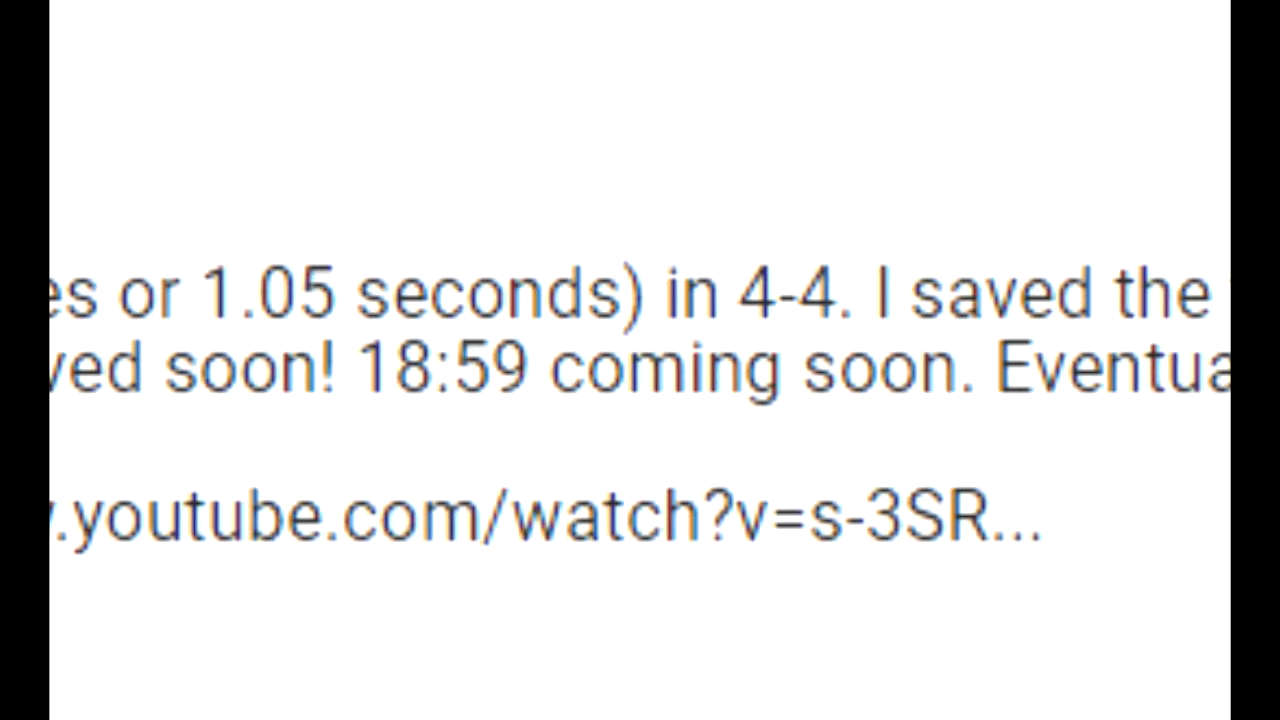 es or 1.05 seconds) in 4-4. I saved the
ved soon! 18:59 coming soon. Eventua
.youtube.com/watch?v=s-3SR...